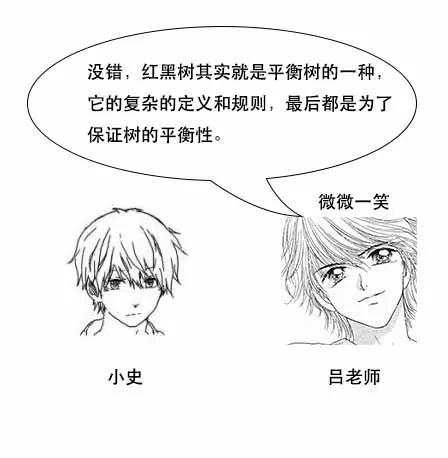 没错，红黑树其实就是平衡树的一种，
它的复杂的定义和规则，最后都是为了
保证树的平衡性。
微微一笑
小史
吕老师